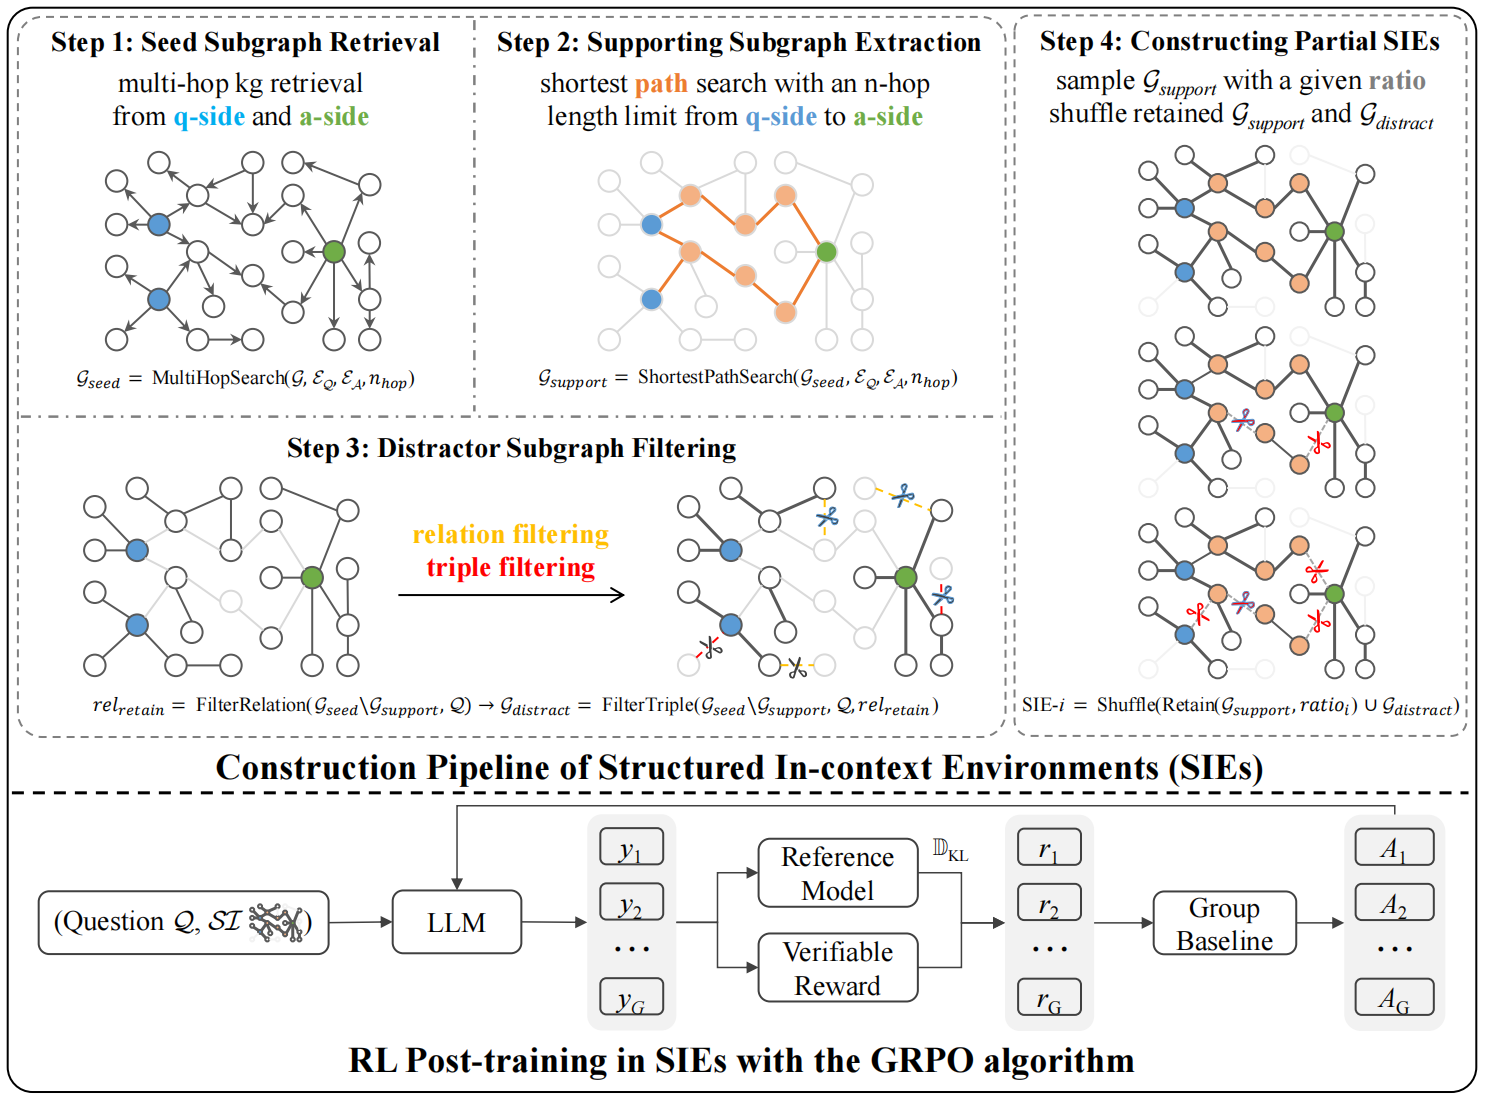 Step 1: Seed Subgraph Retrieval
multi-hop kg retrieval
from q-side and a-side
𝒢seed = MultiHopSearch(𝒢, ℰ𝒬, ℰ𝒜, nhop)
Step 2: Supporting Subgraph Extraction
shortest path search with an n-hop
length limit from q-side to a-side
𝒢support = ShortestPathSearch(𝒢seed, ℰ𝒬, ℰ𝒜, nhop)
Step 3: Distractor Subgraph Filtering
relation filtering
triple filtering
relretain = FilterRelation(𝒢seed\𝒢support, 𝒬) → 𝒢distract = FilterTriple(𝒢seed\𝒢support, 𝒬, relretain)
Step 4: Constructing Partial SIEs
sample 𝒢support with a given ratio
shuffle retained 𝒢support and 𝒢distract
SIE-i = Shuffle(Retain(𝒢support, ratioi) ∪ 𝒢distract)
Construction Pipeline of Structured In-context Environments (SIEs)
(Question 𝒬, 𝒮ℐ )
LLM
y1
y2
...
yG
Reference
Model
𝔻KL
Verifiable
Reward
r1
r2
...
rG
Group
Baseline
A1
A2
...
AG
RL Post-training in SIEs with the GRPO algorithm